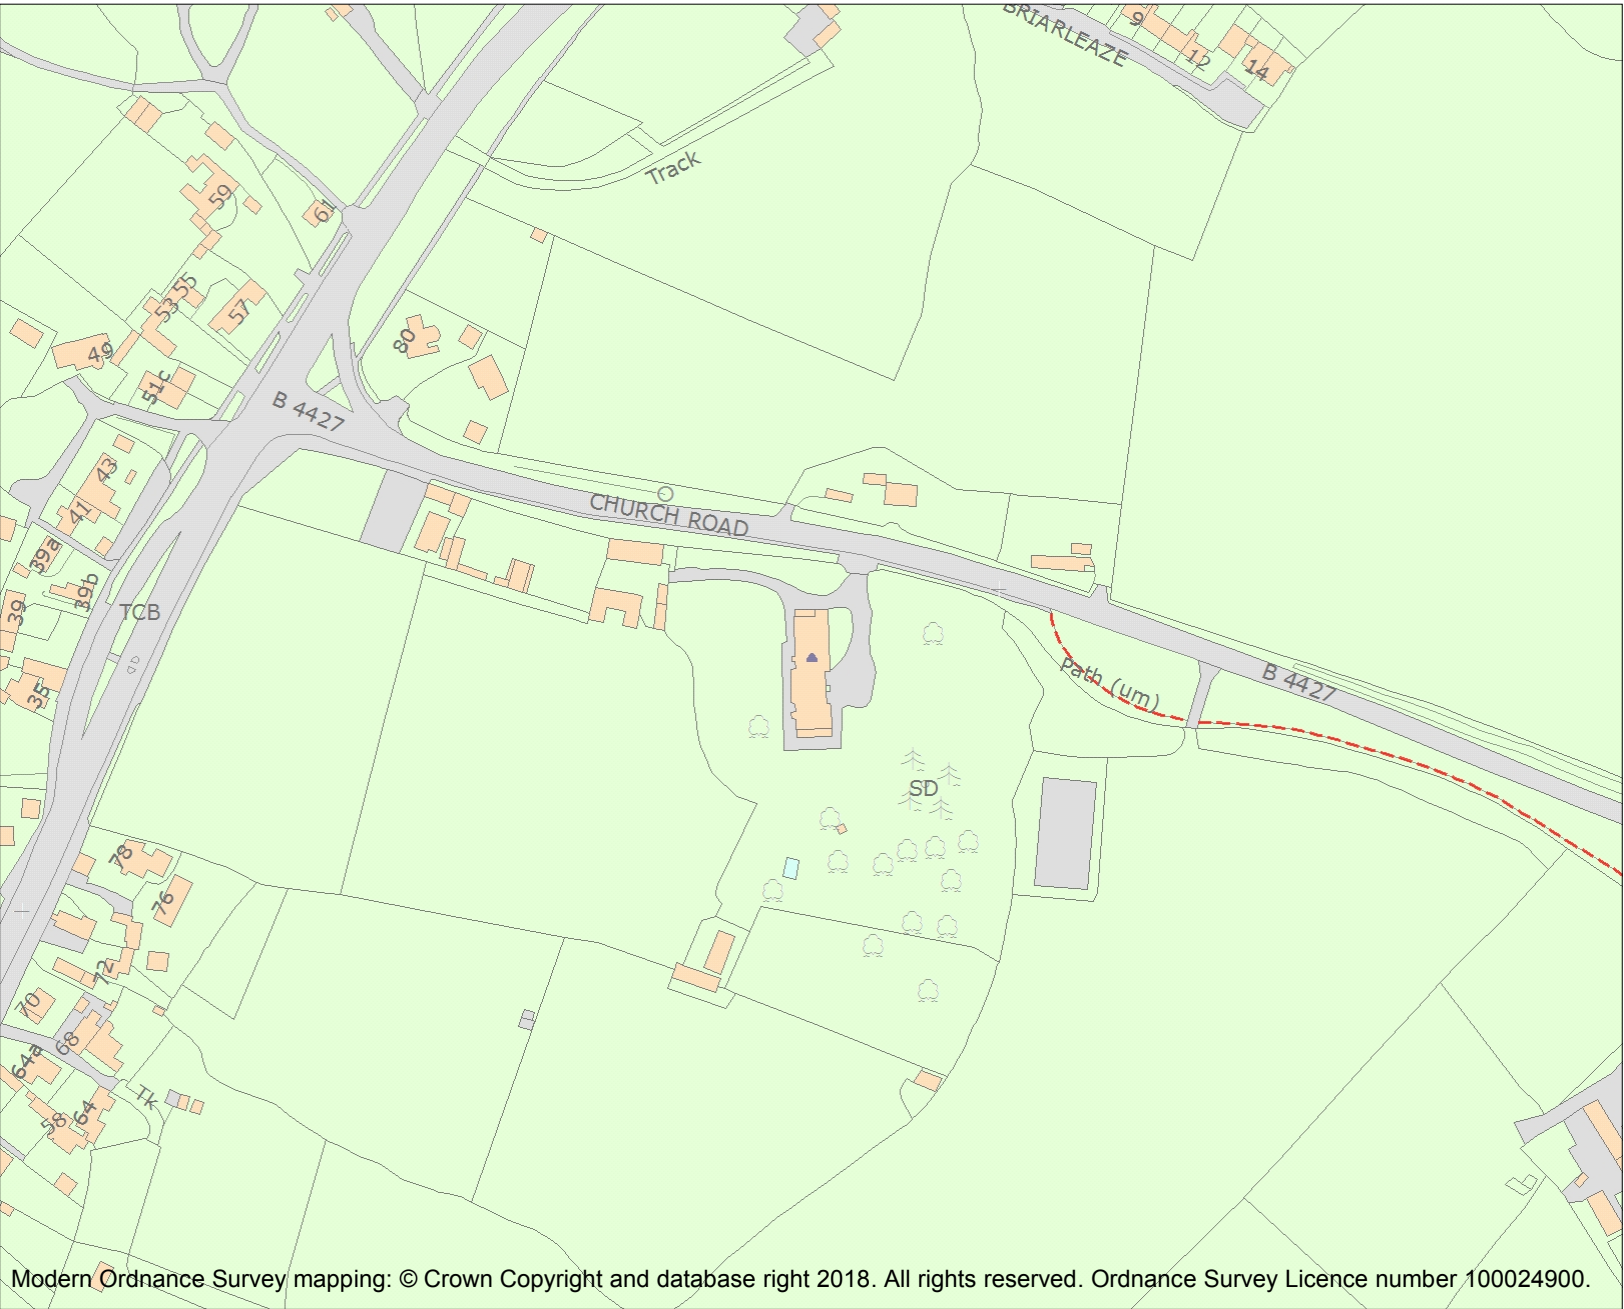 BRIARLEAZE
9
12
14
Track
59
61
55
53
57
49
51c
80
B 4427
43
41
CHURCH ROAD
39a
39b
39
TCB
35
Path (um)
B 4427
SD
78
76
72
70
68
64a
Tk
64
58
Modern Ordnance Survey mapping: © Crown Copyright and database right 2018. All rights reserved. Ordnance Survey Licence number 100024900.